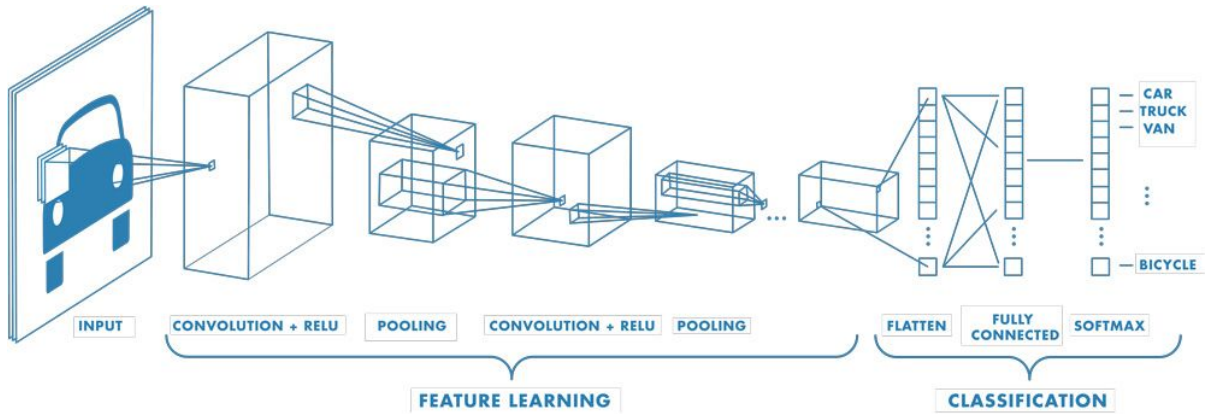 CAR
TRUCK
VAN
BICYCLE
INPUT
CONVOLUTION + RELU
POOLING
CONVOLUTION + RELU
POOLING
FLATTEN
FULLY
CONNECTED
SOFTMAX
FEATURE LEARNING
CLASSIFICATION